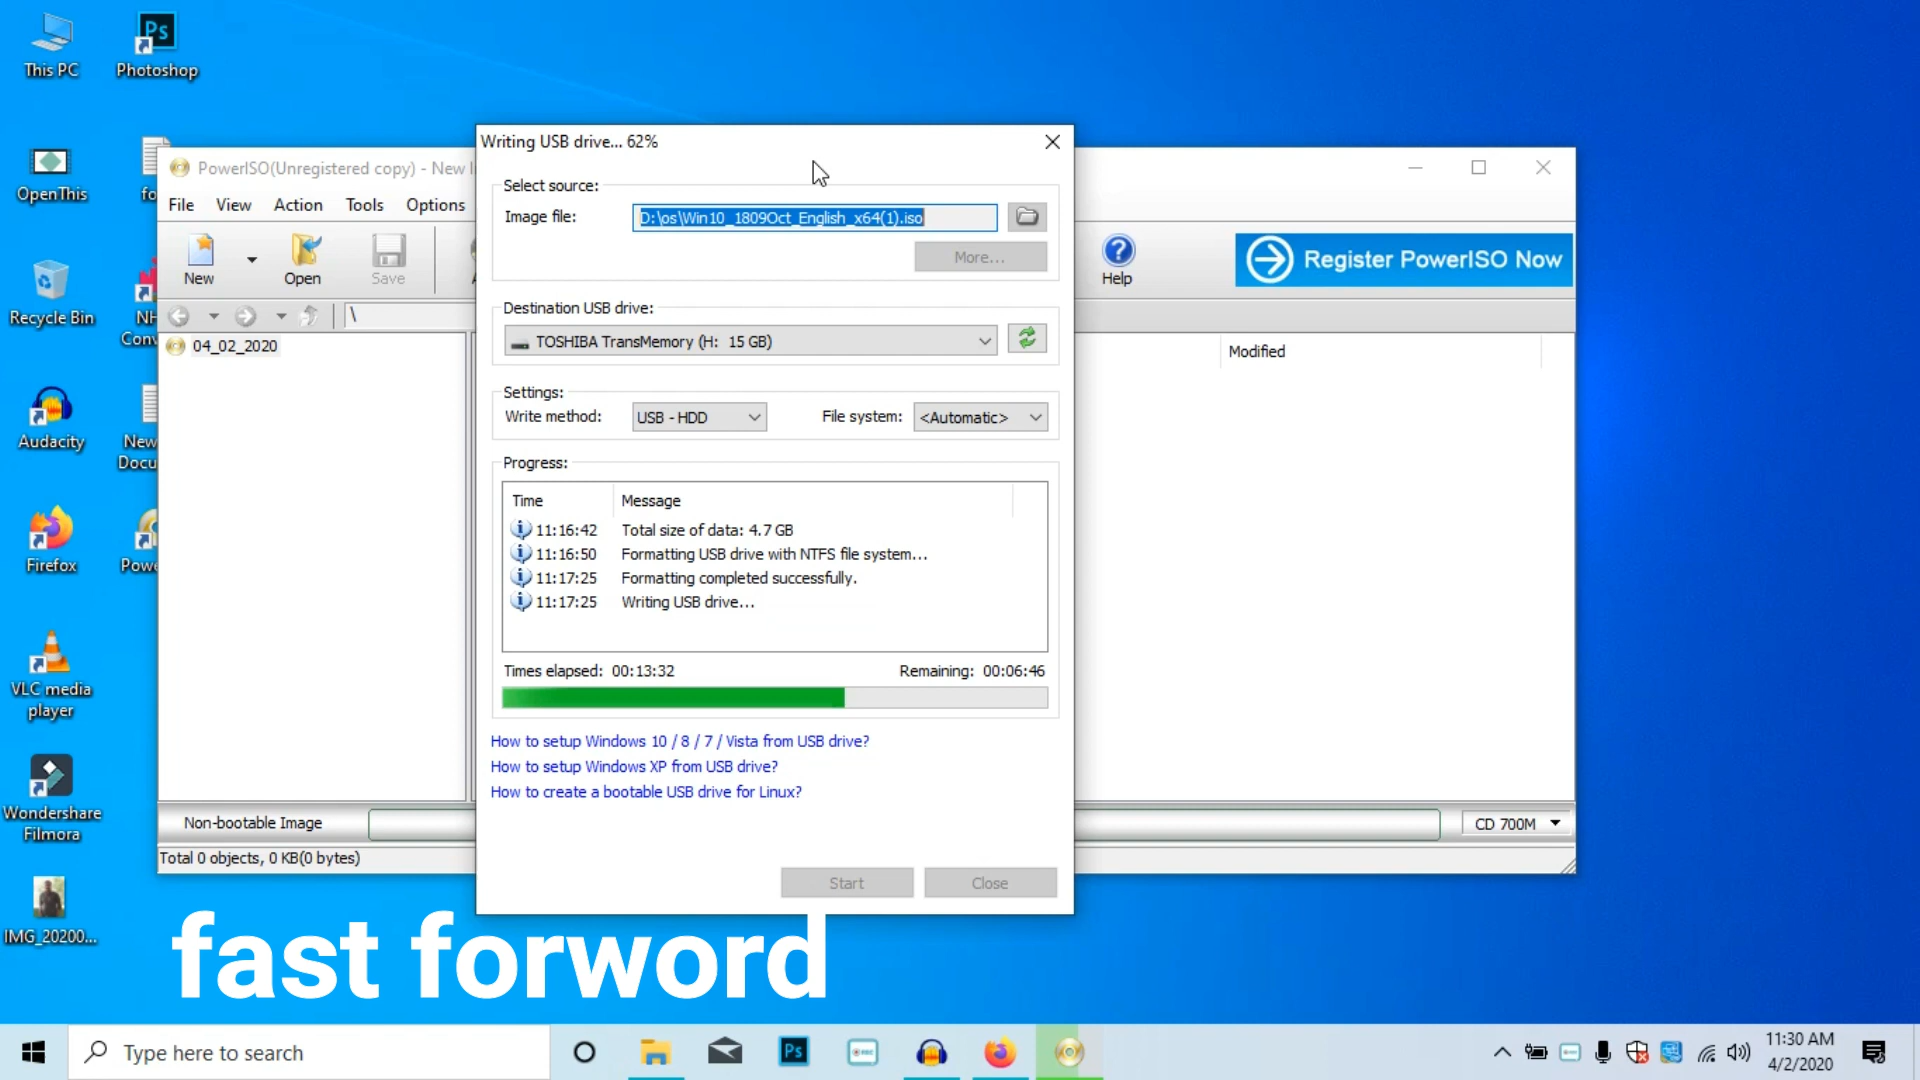 This PC
Photoshop
OpenThis
fo
Recycle Bin
NH
Conv
Audacity
New
Docu
Firefox
Powe
VLC media
player
Wondershare
Filmora
IMG_20200...
PowerISO(Unregistered copy) - New I
File View Action Tools Options
New Open Save A Help
Register PowerISO Now
\
04_02_2020
Modified
Non-bootable Image
CD 700M
Total 0 objects, 0 KB(0 bytes)
Writing USB drive... 62%
Select source:
Image file: D:\os\Win10_1809Oct_English_x64(1).iso
More...
Destination USB drive:
TOSHIBA TransMemory (H: 15 GB)
Settings:
Write method: USB - HDD File system: <Automatic>
Progress:
Time Message
11:16:42 Total size of data: 4.7 GB
11:16:50 Formatting USB drive with NTFS file system...
11:17:25 Formatting completed successfully.
11:17:25 Writing USB drive...
Times elapsed: 00:13:32 Remaining: 00:06:46
How to setup Windows 10 / 8 / 7 / Vista from USB drive?
How to setup Windows XP from USB drive?
How to create a bootable USB drive for Linux?
Start Close
fast forword
Type here to search
Ps
11:30 AM
4/2/2020